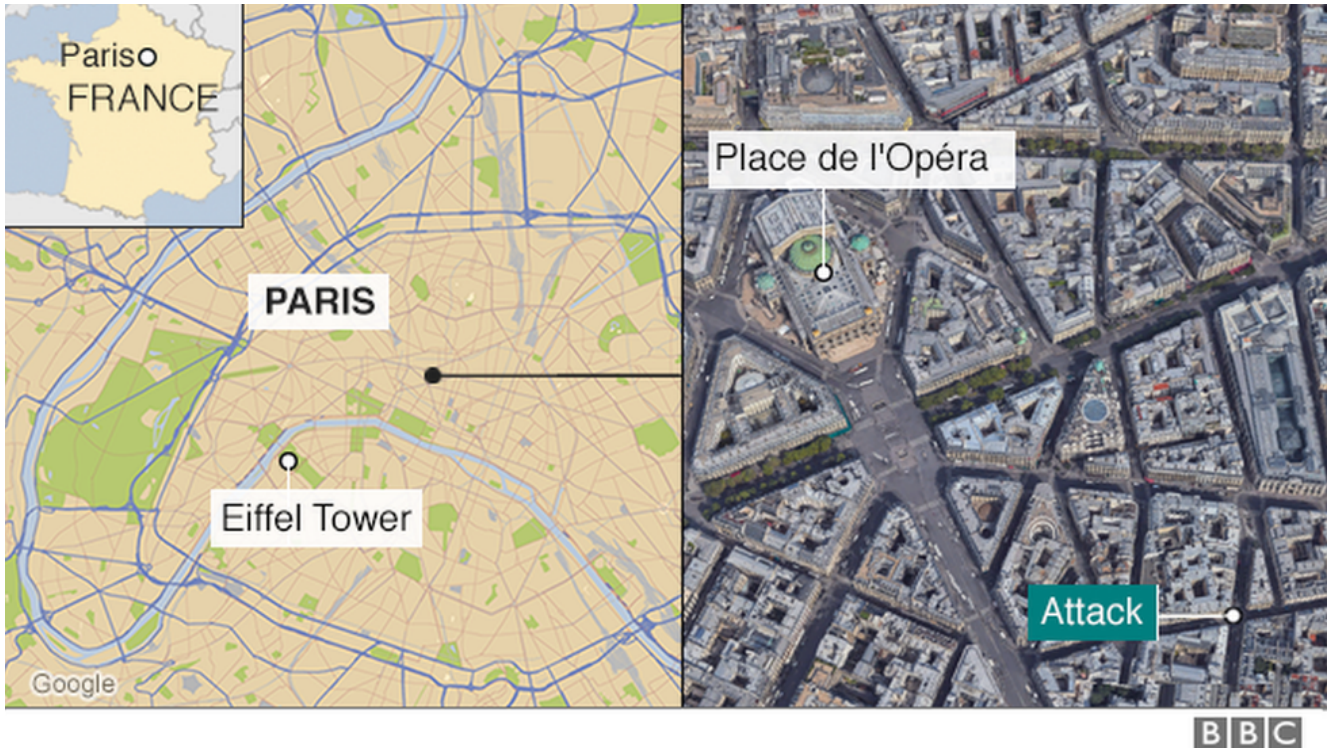 Paris
FRANCE
PARIS
Eiffel Tower
Google
Place de l'Opéra
Attack
BBC